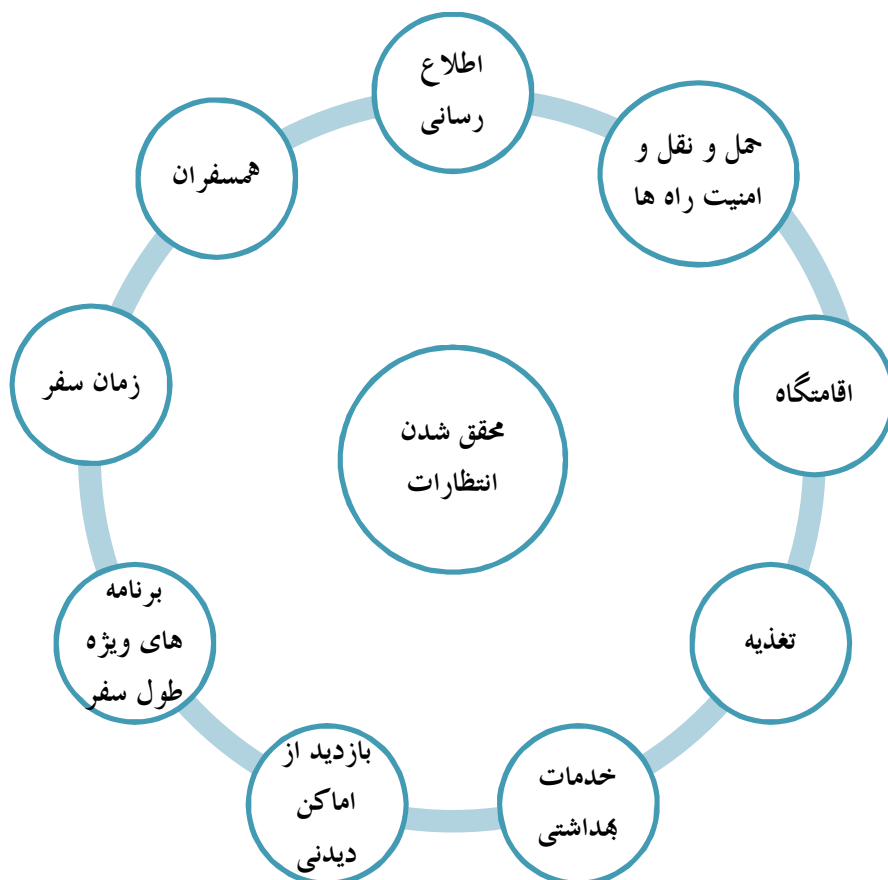 اطلاع
رسانی
حمل و نقل و
امنیت راه ها
اقامتگاه
تغذیه
خدمات
بهداشتی
بازدید از
اماکن
دیدنی
برنامه
های ویژه
طول سفر
زمان سفر
همسفران
محقق شدن
انتظارات